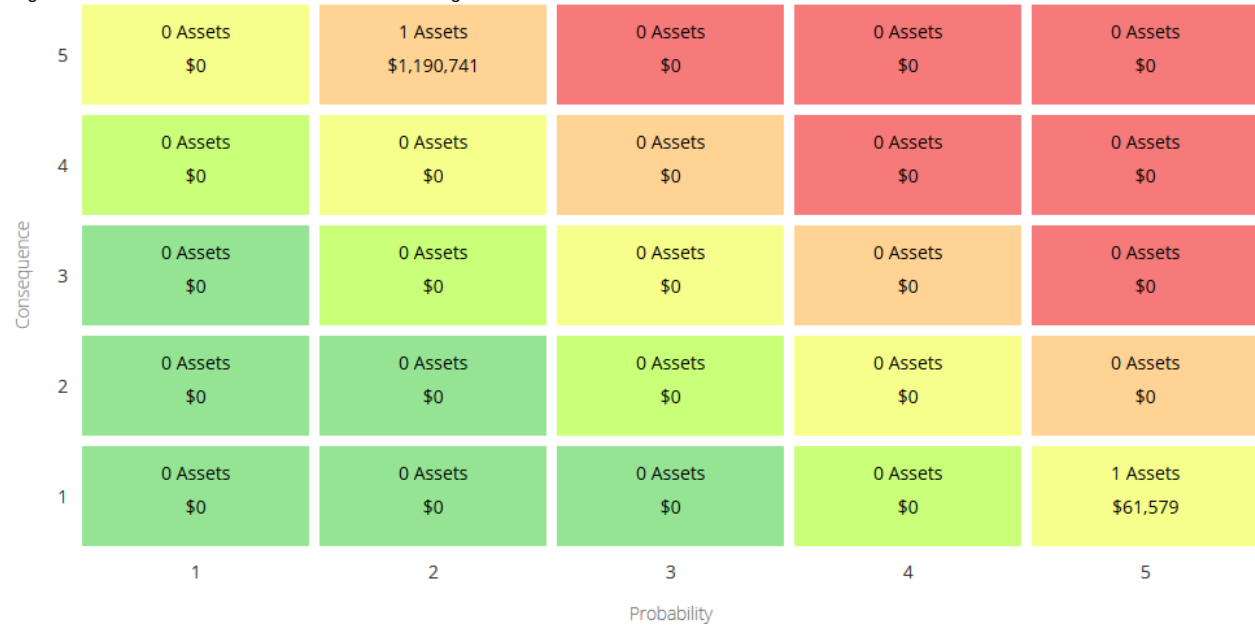 5
0 Assets
1 Assets
0 Assets
0 Assets
0 Assets
$0
$1,190,741
$0
$0
$0
4
0 Assets
0 Assets
0 Assets
0 Assets
0 Assets
$0
$0
$0
$0
$0
Consequence
3
0 Assets
0 Assets
0 Assets
0 Assets
0 Assets
$0
$0
$0
$0
$0
2
0 Assets
0 Assets
0 Assets
0 Assets
0 Assets
$0
$0
$0
$0
$0
1
0 Assets
0 Assets
0 Assets
0 Assets
1 Assets
$0
$0
$0
$0
$61,579
1
2
3
4
5
Probability